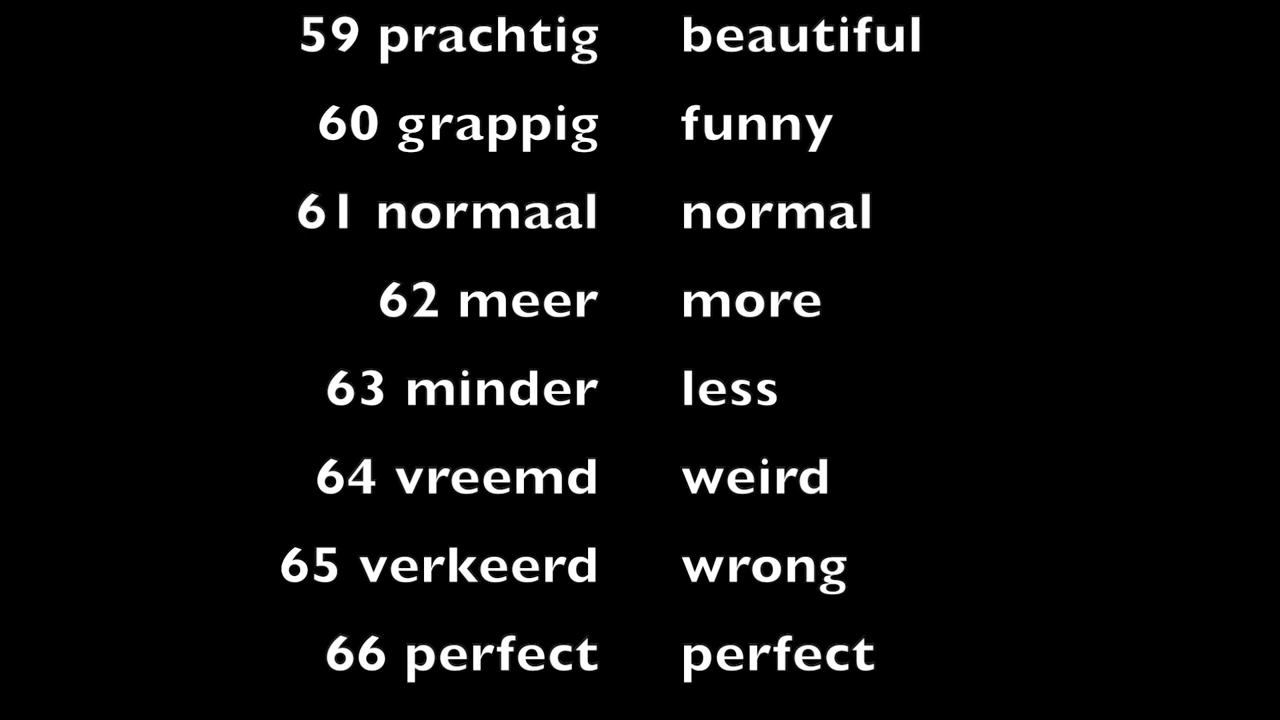 59 prachtig beautiful
60 grappig funny
61 normaal normal
62 meer more
63 minder less
64 vreemd weird
65 verkeerd wrong
66 perfect perfect